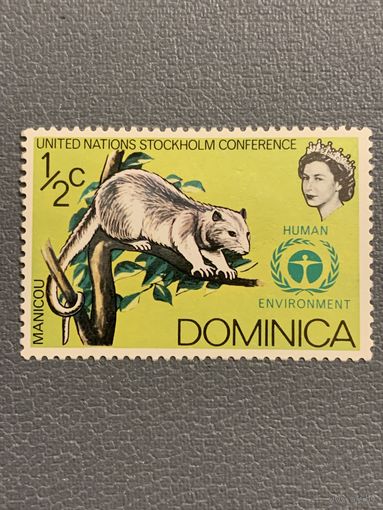 UNITED NATIONS STOCKHOLM CONFERENCE
1/2c
HUMAN
ENVIRONMENT
MANICOU
DOMINICA